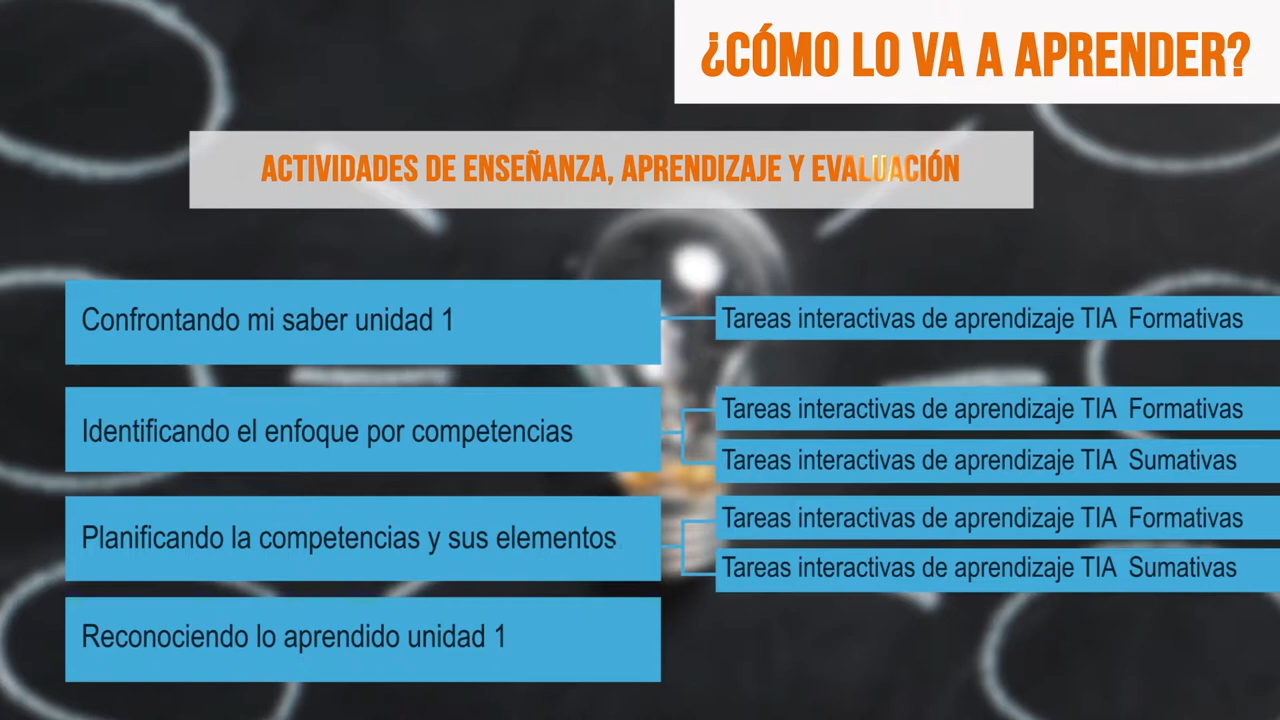 ¿CÓMO LO VA A APRENDER?
ACTIVIDADES DE ENSEÑANZA, APRENDIZAJE Y EVALUACIÓN
Confrontando mi saber unidad 1
Tareas interactivas de aprendizaje TIA Formativas
Identificando el enfoque por competencias
Tareas interactivas de aprendizaje TIA Formativas
Tareas interactivas de aprendizaje TIA Sumativas
Planificando la competencias y sus elementos
Tareas interactivas de aprendizaje TIA Formativas
Tareas interactivas de aprendizaje TIA Sumativas
Reconociendo lo aprendido unidad 1